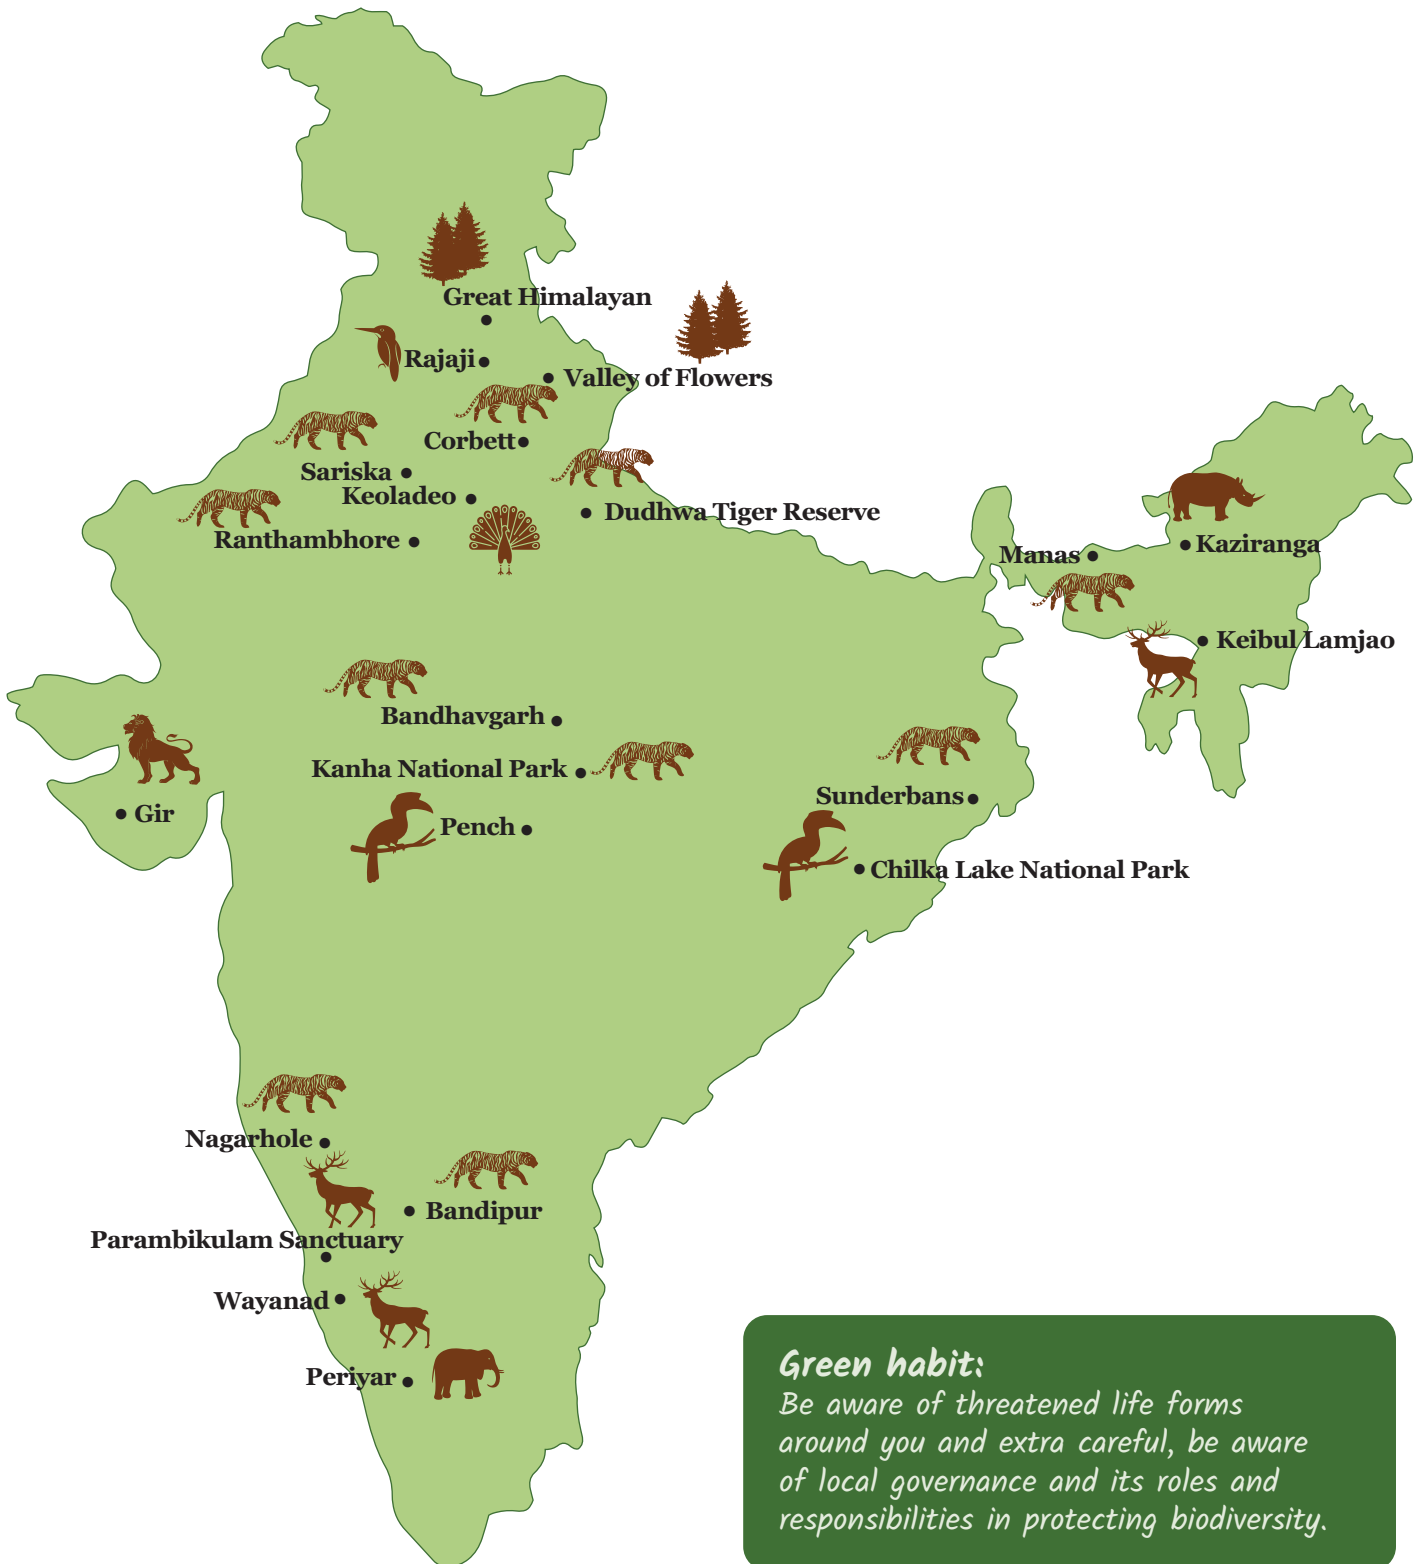 Great Himalayan
Rajaji
Valley of Flowers
Corbett
Sariska
Keoladeo
Dudhwa Tiger Reserve
Ranthambhore
Kaziranga
Manas
Keibul Lamjao
Bandhavgarh
Kanha National Park
Sunderbans
Gir
Pench
Chilka Lake National Park
Nagarhole
Bandipur
Parambikulam Sanctuary
Wayanad
Periyar
Green habit:
Be aware of threatened life forms
around you and extra careful, be aware
of local governance and its roles and
responsibilities in protecting biodiversity.